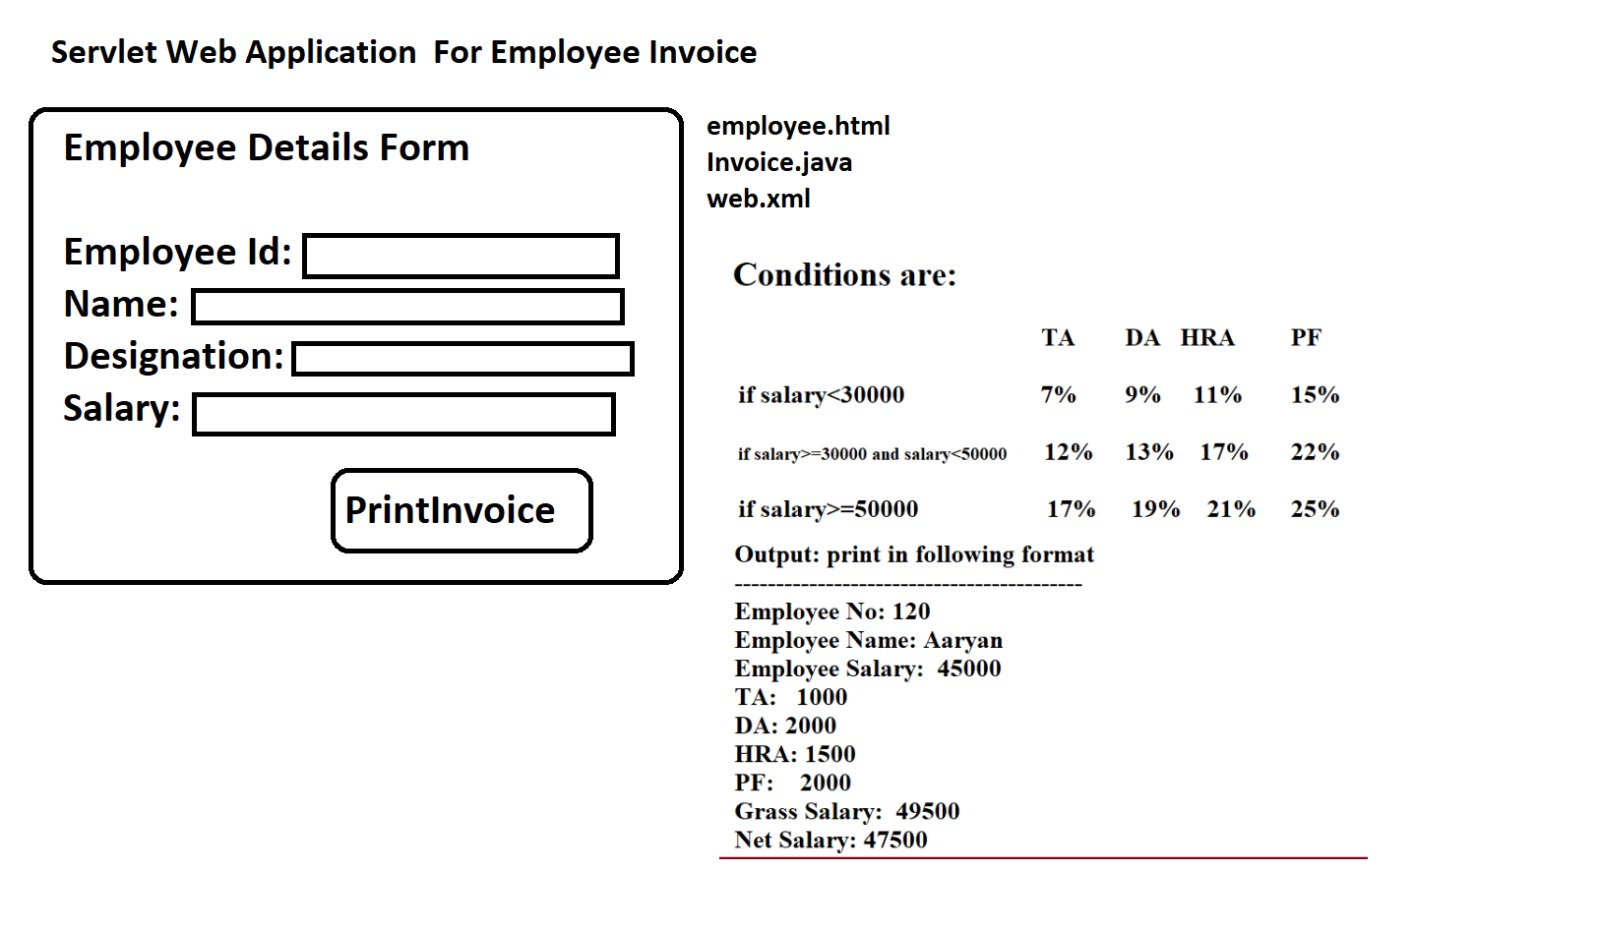 Servlet Web Application  For Employee Invoice
Employee Details Form
Employee Id:
Name:
Designation:
Salary:
PrintInvoice
employee.html
Invoice.java
web.xml
Conditions are:
TA DA HRA PF
if salary<30000 7% 9% 11% 15%
if salary>=30000 and salary<50000 12% 13% 17% 22%
if salary>=50000 17% 19% 21% 25%
Output: print in following format
------------------------------------------
Employee No: 120
Employee Name: Aaryan
Employee Salary:  45000
TA:   1000
DA: 2000
HRA: 1500
PF:    2000
Grass Salary:  49500
Net Salary: 47500